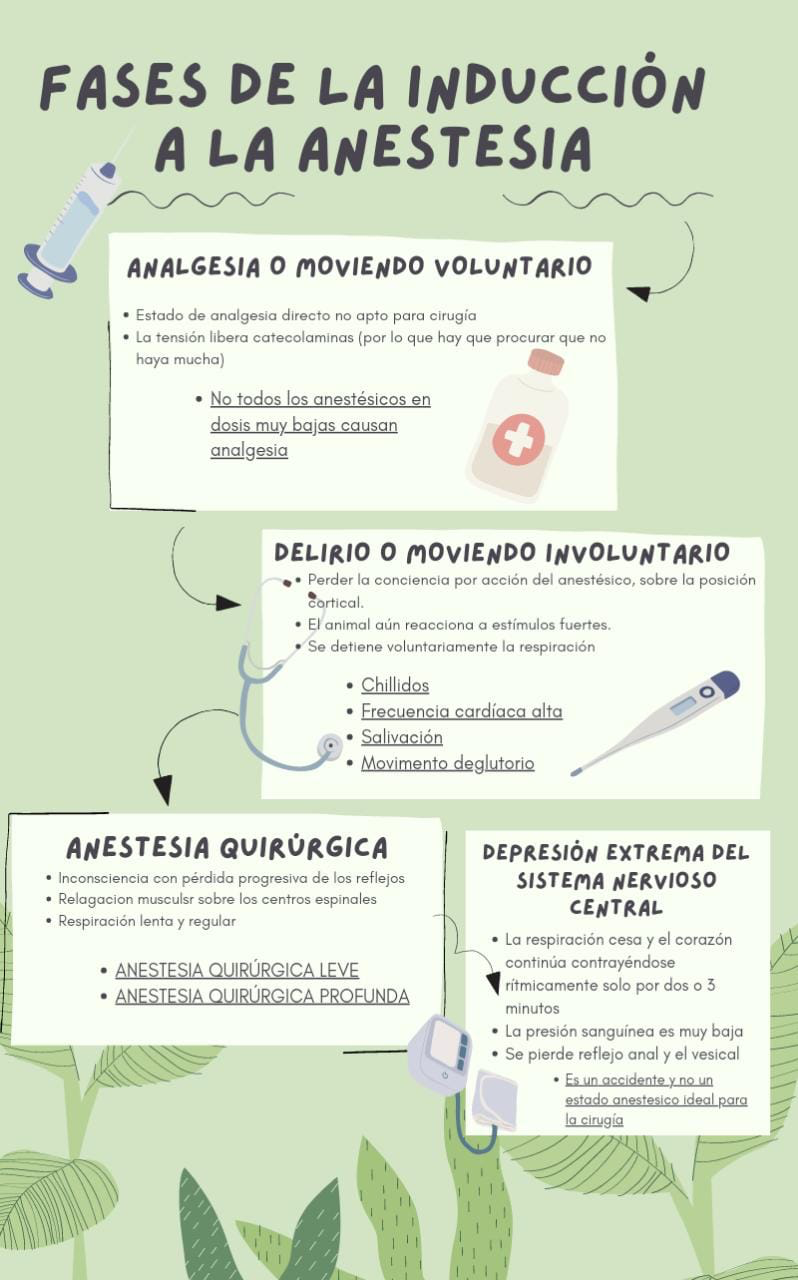 FASES DE LA INDUCCIÓN
A LA ANESTESIA
ANALGESIA O MOVIENDO VOLUNTARIO
• Estado de analgesia directo no apto para cirugía
• La tensión libera catecolaminas (por lo que hay que procurar que no
haya mucha)
• No todos los anestésicos en
dosis muy bajas causan
analgesia
DELIRIO O MOVIENDO INVOLUNTARIO
• Perder la conciencia por acción del anestésico, sobre la posición
cortical.
• El animal aún reacciona a estímulos fuertes.
• Se detiene voluntariamente la respiración
• Chillidos
• Frecuencia cardíaca alta
• Salivación
• Movimento deglutorio
ANESTESIA QUIRÚRGICA
• Inconsciencia con pérdida progresiva de los reflejos
• Relagacion musculsr sobre los centros espinales
• Respiración lenta y regular
• ANESTESIA QUIRÚRGICA LEVE
• ANESTESIA QUIRÚRGICA PROFUNDA
DEPRESIÓN EXTREMA DEL
SISTEMA NERVIOSO
CENTRAL
• La respiración cesa y el corazón
continúa contrayéndose
rítmicamente solo por dos o 3
minutos
• La presión sanguínea es muy baja
• Se pierde reflejo anal y el vesical
• Es un accidente y no un
estado anestesico ideal para
la cirugía